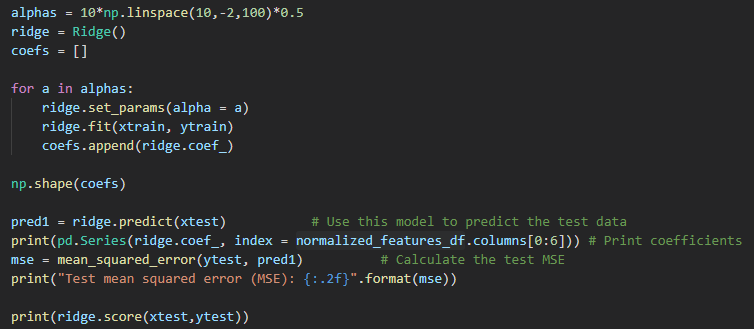 alphas = 10*np.linspace(10,-2,100)*0.5
ridge = Ridge()
coefs = []
for a in alphas:
    ridge.set_params(alpha = a)
    ridge.fit(xtrain, ytrain)
    coefs.append(ridge.coef_)
np.shape(coefs)
pred1 = ridge.predict(xtest)           # Use this model to predict the test data
print(pd.Series(ridge.coef_, index = normalized_features_df.columns[0:6])) # Print coefficients
mse = mean_squared_error(ytest, pred1)          # Calculate the test MSE
print("Test mean squared error (MSE): {:.2f}".format(mse))
print(ridge.score(xtest,ytest))